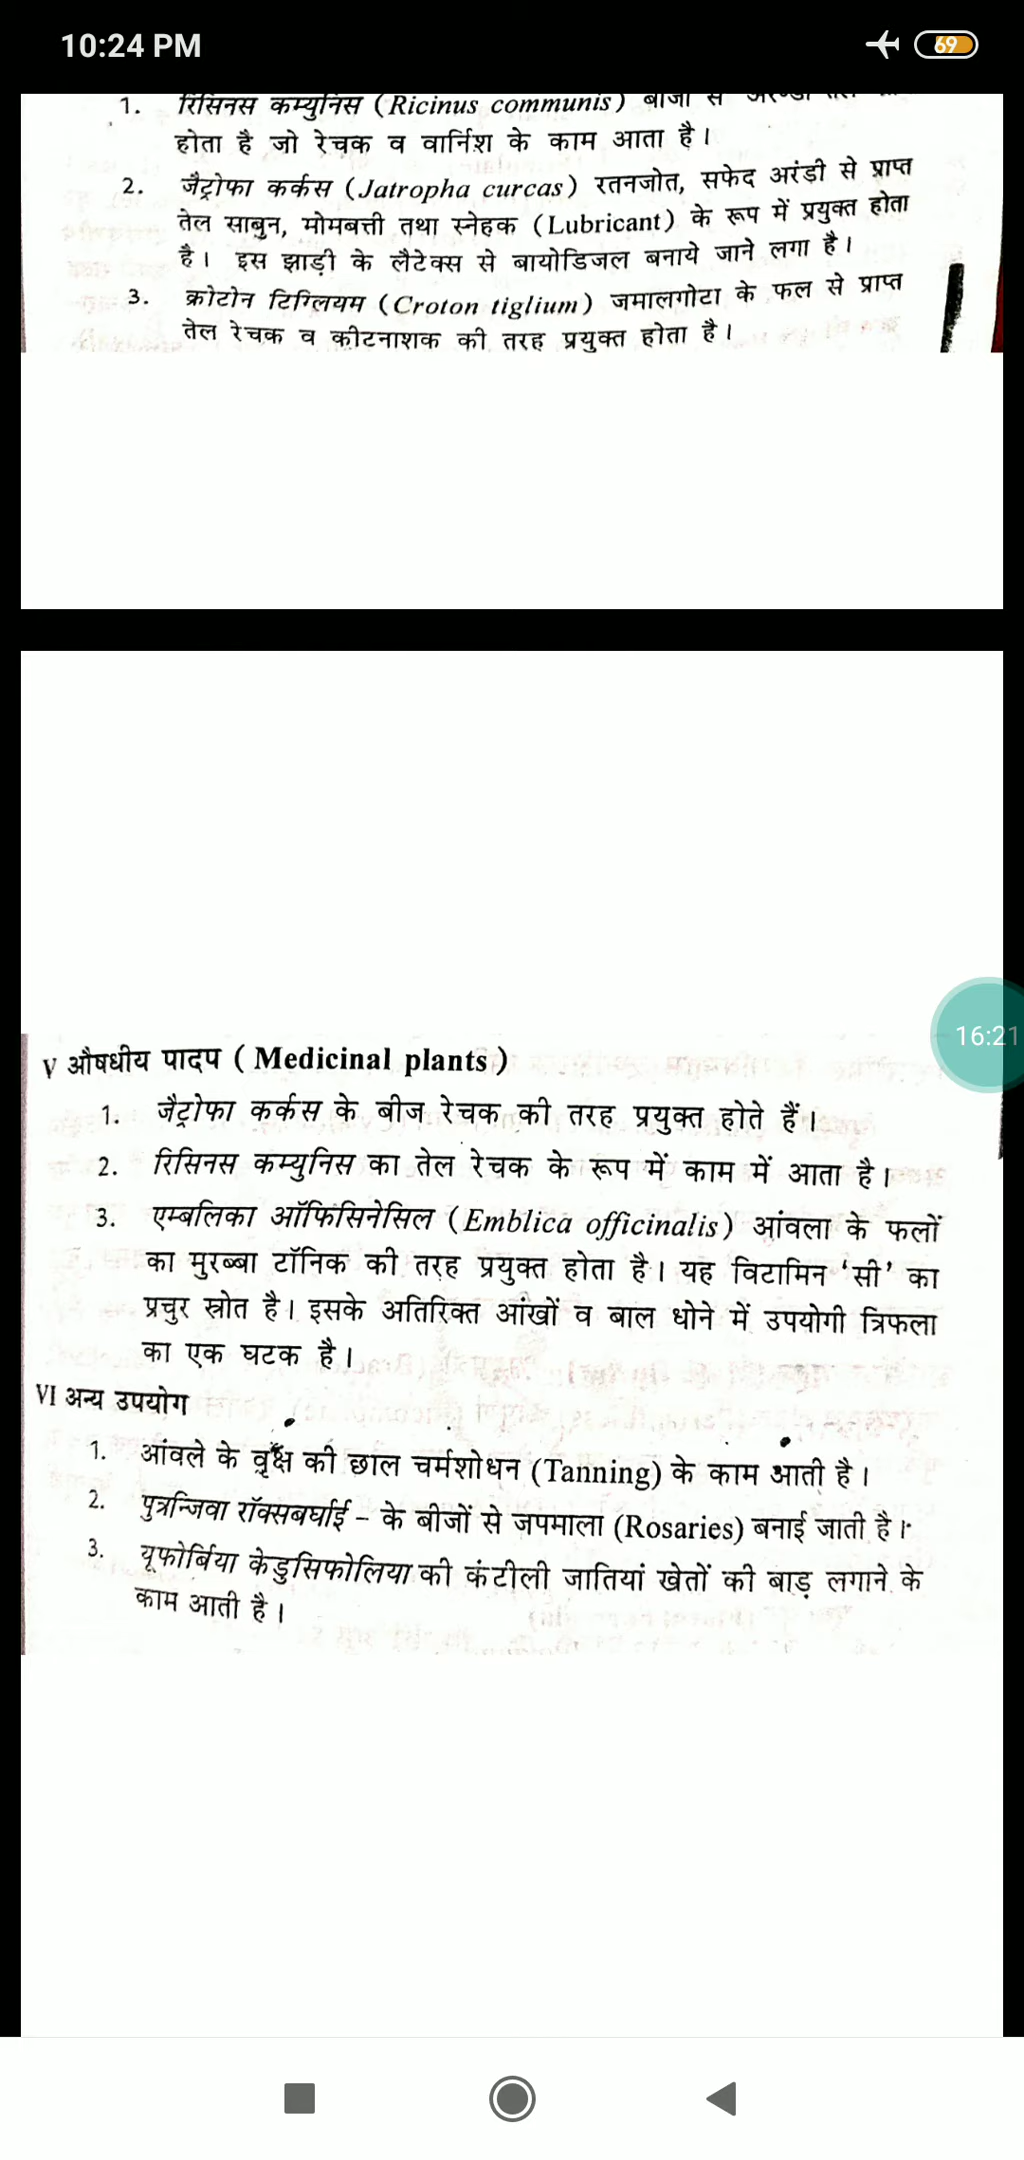 10:24 PM
69
1. रिसिनस कम्युनिस (Ricinus communis) बीजों से
होता है जो रेचक व वार्निश के काम आता है।
2. जैट्रोफा कर्कस (Jatropha curcas) रतनजोत, सफेद अरंडी से प्राप्त
तेल साबुन, मोमबत्ती तथा स्नेहक (Lubricant) के रूप में प्रयुक्त होता
है। इस झाड़ी के लैटेक्स से बायोडिजल बनाये जाने लगा है।
3. क्रोटोन टिग्लियम (Croton tiglium) जमालगोटा के फल से प्राप्त
तेल रेचक व कीटनाशक की तरह प्रयुक्त होता है।
16:21
V औषधीय पादप (Medicinal plants)
1. जैट्रोफा कर्कस के बीज रेचक की तरह प्रयुक्त होते हैं।
2. रिसिनस कम्युनिस का तेल रेचक के रूप में काम में आता है।
3. एम्बलिका ऑफिसिनेसिल (Emblica officinalis) आंवला के फलों
का मुरब्बा टॉनिक की तरह प्रयुक्त होता है। यह विटामिन ‘सी’ का
प्रचुर स्रोत है। इसके अतिरिक्त आंखों व बाल धोने में उपयोगी त्रिफला
का एक घटक है।
VI अन्य उपयोग
1. आंवले के वृक्ष की छाल चर्मशोधन (Tanning) के काम आती है।
2. पुत्रन्जिवा रॉक्सबर्घाई – के बीजों से जपमाला (Rosaries) बनाई जाती है।
3. यूफोर्बिया केडुसिफोलिया की कंटीली जातियां खेतों की बाड़ लगाने के
काम आती है।